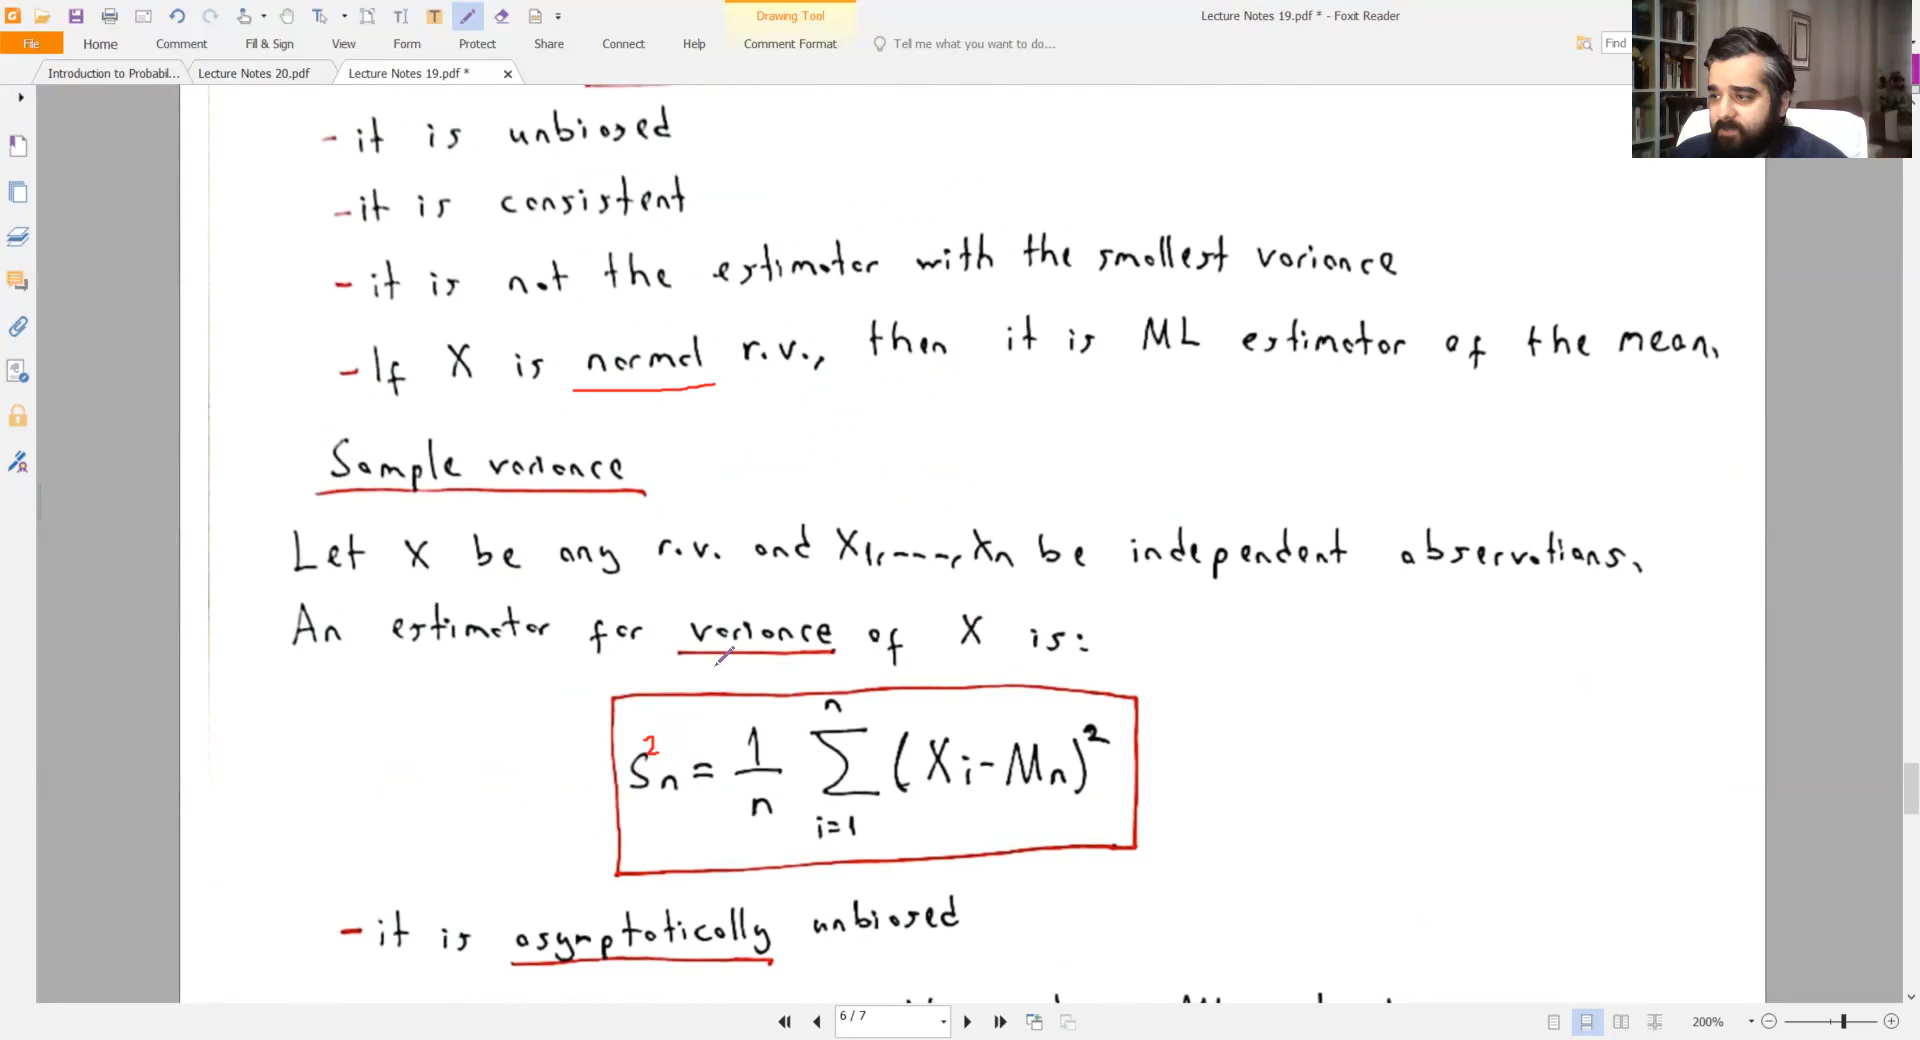 Drawing Tool
Lecture Notes 19.pdf * - Foxit Reader
File Home Comment Fill & Sign View Form Protect Share Connect Help Comment Format Tell me what you want to do... Find
Introduction to Probabil... Lecture Notes 20.pdf Lecture Notes 19.pdf *
- it is unbiased
- it is consistent
- it is not the estimator with the smallest variance
- If X is normal r.v., then it is ML estimator of the mean.
Sample variance
Let X be any r.v. and X1,----, Xn be independent observations.
An estimator for variance of X is:
S²n = 1/n Σ i=1 n (Xi - Mn)²
- it is asymptotically unbiased
6 / 7
200%